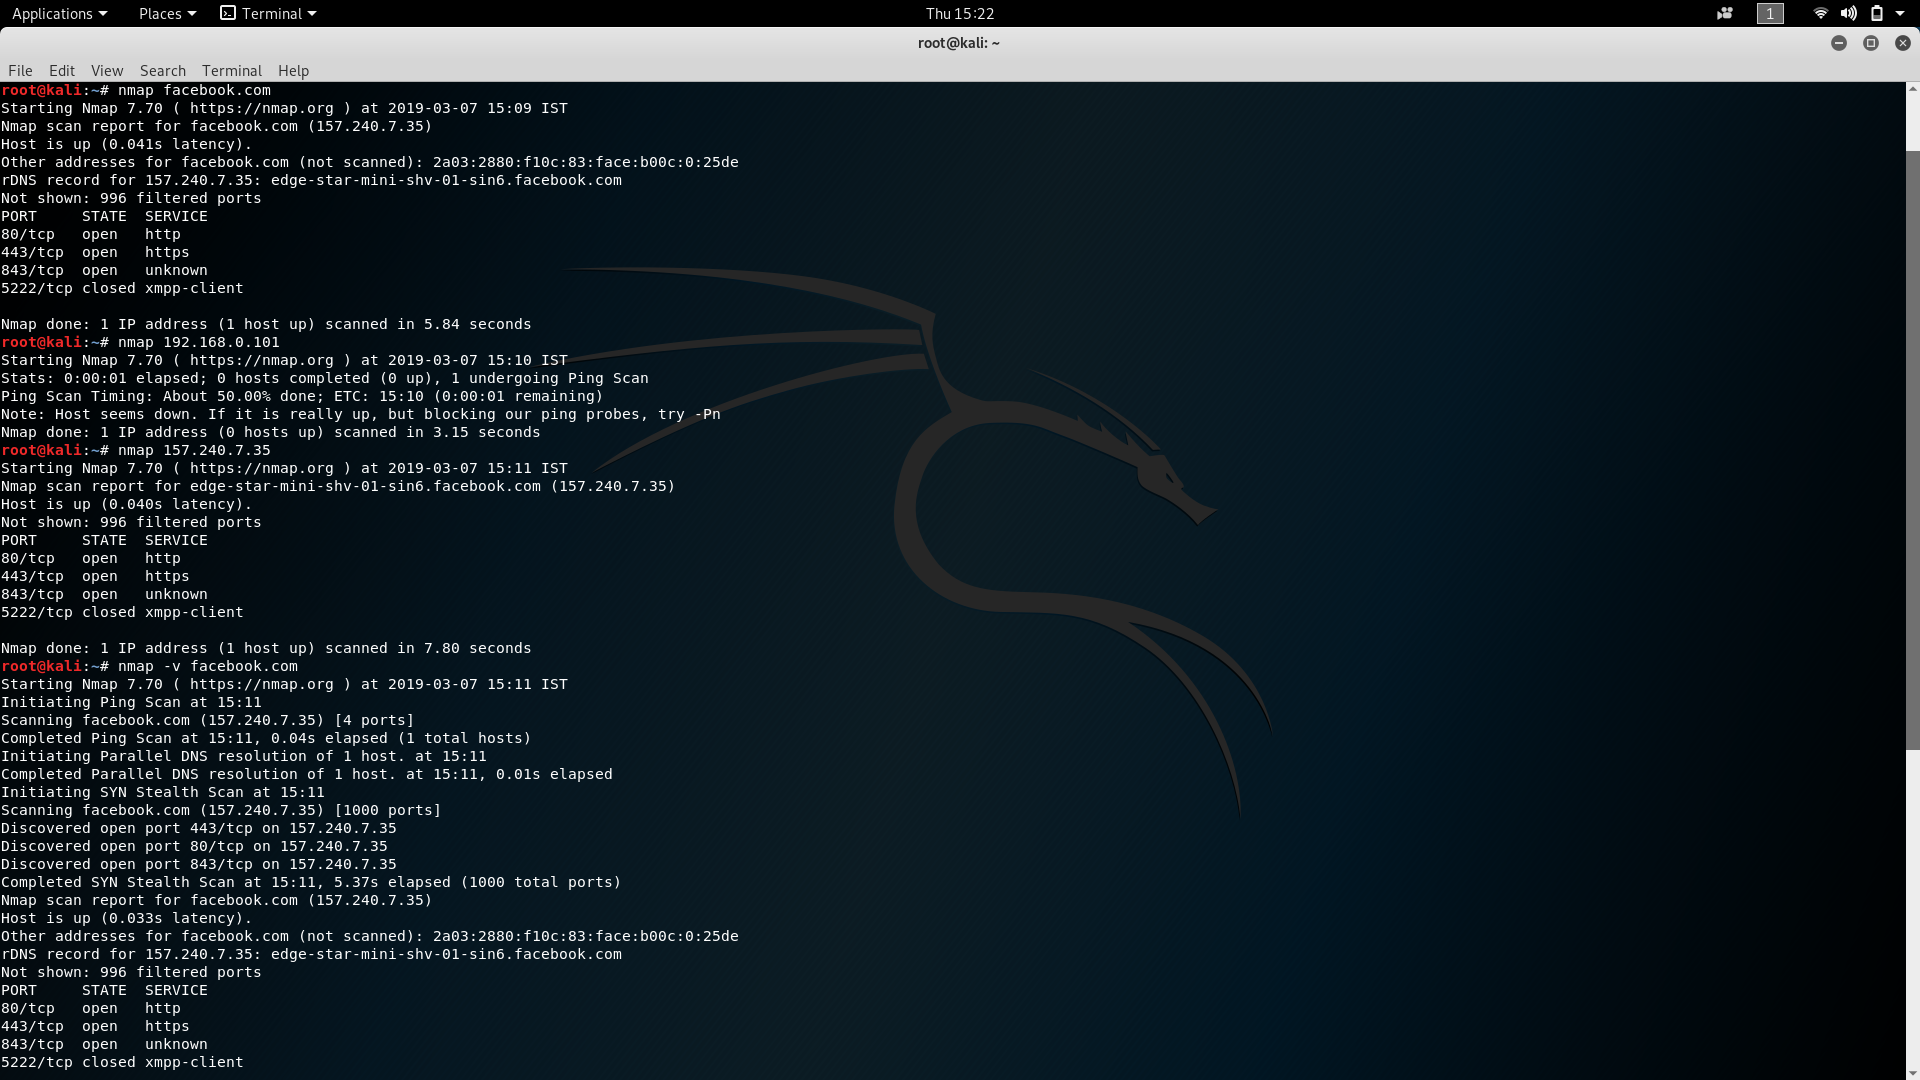 Applications Places Terminal Thu 15:22 1
root@kali: ~
File Edit View Search Terminal Help
root@kali:~# nmap facebook.com
Starting Nmap 7.70 ( https://nmap.org ) at 2019-03-07 15:09 IST
Nmap scan report for facebook.com (157.240.7.35)
Host is up (0.041s latency).
Other addresses for facebook.com (not scanned): 2a03:2880:f10c:83:face:b00c:0:25de
rDNS record for 157.240.7.35: edge-star-mini-shv-01-sin6.facebook.com
Not shown: 996 filtered ports
PORT     STATE  SERVICE
80/tcp   open   http
443/tcp  open   https
843/tcp  open   unknown
5222/tcp closed xmpp-client

Nmap done: 1 IP address (1 host up) scanned in 5.84 seconds
root@kali:~# nmap 192.168.0.101
Starting Nmap 7.70 ( https://nmap.org ) at 2019-03-07 15:10 IST
Stats: 0:00:01 elapsed; 0 hosts completed (0 up), 1 undergoing Ping Scan
Ping Scan Timing: About 50.00% done; ETC: 15:10 (0:00:01 remaining)
Note: Host seems down. If it is really up, but blocking our ping probes, try -Pn
Nmap done: 1 IP address (0 hosts up) scanned in 3.15 seconds
root@kali:~# nmap 157.240.7.35
Starting Nmap 7.70 ( https://nmap.org ) at 2019-03-07 15:11 IST
Nmap scan report for edge-star-mini-shv-01-sin6.facebook.com (157.240.7.35)
Host is up (0.040s latency).
Not shown: 996 filtered ports
PORT     STATE  SERVICE
80/tcp   open   http
443/tcp  open   https
843/tcp  open   unknown
5222/tcp closed xmpp-client

Nmap done: 1 IP address (1 host up) scanned in 7.80 seconds
root@kali:~# nmap -v facebook.com
Starting Nmap 7.70 ( https://nmap.org ) at 2019-03-07 15:11 IST
Initiating Ping Scan at 15:11
Scanning facebook.com (157.240.7.35) [4 ports]
Completed Ping Scan at 15:11, 0.04s elapsed (1 total hosts)
Initiating Parallel DNS resolution of 1 host. at 15:11
Completed Parallel DNS resolution of 1 host. at 15:11, 0.01s elapsed
Initiating SYN Stealth Scan at 15:11
Scanning facebook.com (157.240.7.35) [1000 ports]
Discovered open port 443/tcp on 157.240.7.35
Discovered open port 80/tcp on 157.240.7.35
Discovered open port 843/tcp on 157.240.7.35
Completed SYN Stealth Scan at 15:11, 5.37s elapsed (1000 total ports)
Nmap scan report for facebook.com (157.240.7.35)
Host is up (0.033s latency).
Other addresses for facebook.com (not scanned): 2a03:2880:f10c:83:face:b00c:0:25de
rDNS record for 157.240.7.35: edge-star-mini-shv-01-sin6.facebook.com
Not shown: 996 filtered ports
PORT     STATE  SERVICE
80/tcp   open   http
443/tcp  open   https
843/tcp  open   unknown
5222/tcp closed xmpp-client